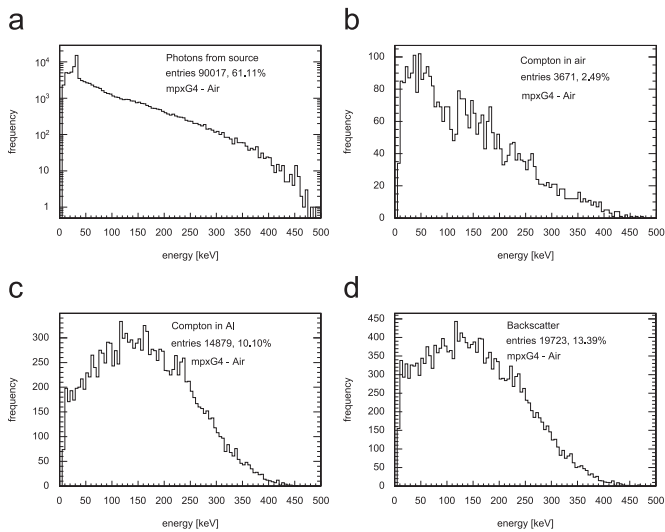 a
Photons from source
entries 90017, 61.11%
mpxG4 - Air
10^4
10^3
10^2
10
1
frequency
0 50 100 150 200 250 300 350 400 450 500
energy [keV]
b
Compton in air
entries 3671, 2.49%
mpxG4 - Air
100
80
60
40
20
0
frequency
0 50 100 150 200 250 300 350 400 450 500
energy [keV]
c
Compton in Al
entries 14879, 10.10%
mpxG4 - Air
300
250
200
150
100
50
0
frequency
0 50 100 150 200 250 300 350 400 450 500
energy [keV]
d
Backscatter
entries 19723, 13.39%
mpxG4 - Air
450
400
350
300
250
200
150
100
50
0
frequency
0 50 100 150 200 250 300 350 400 450 500
energy [keV]